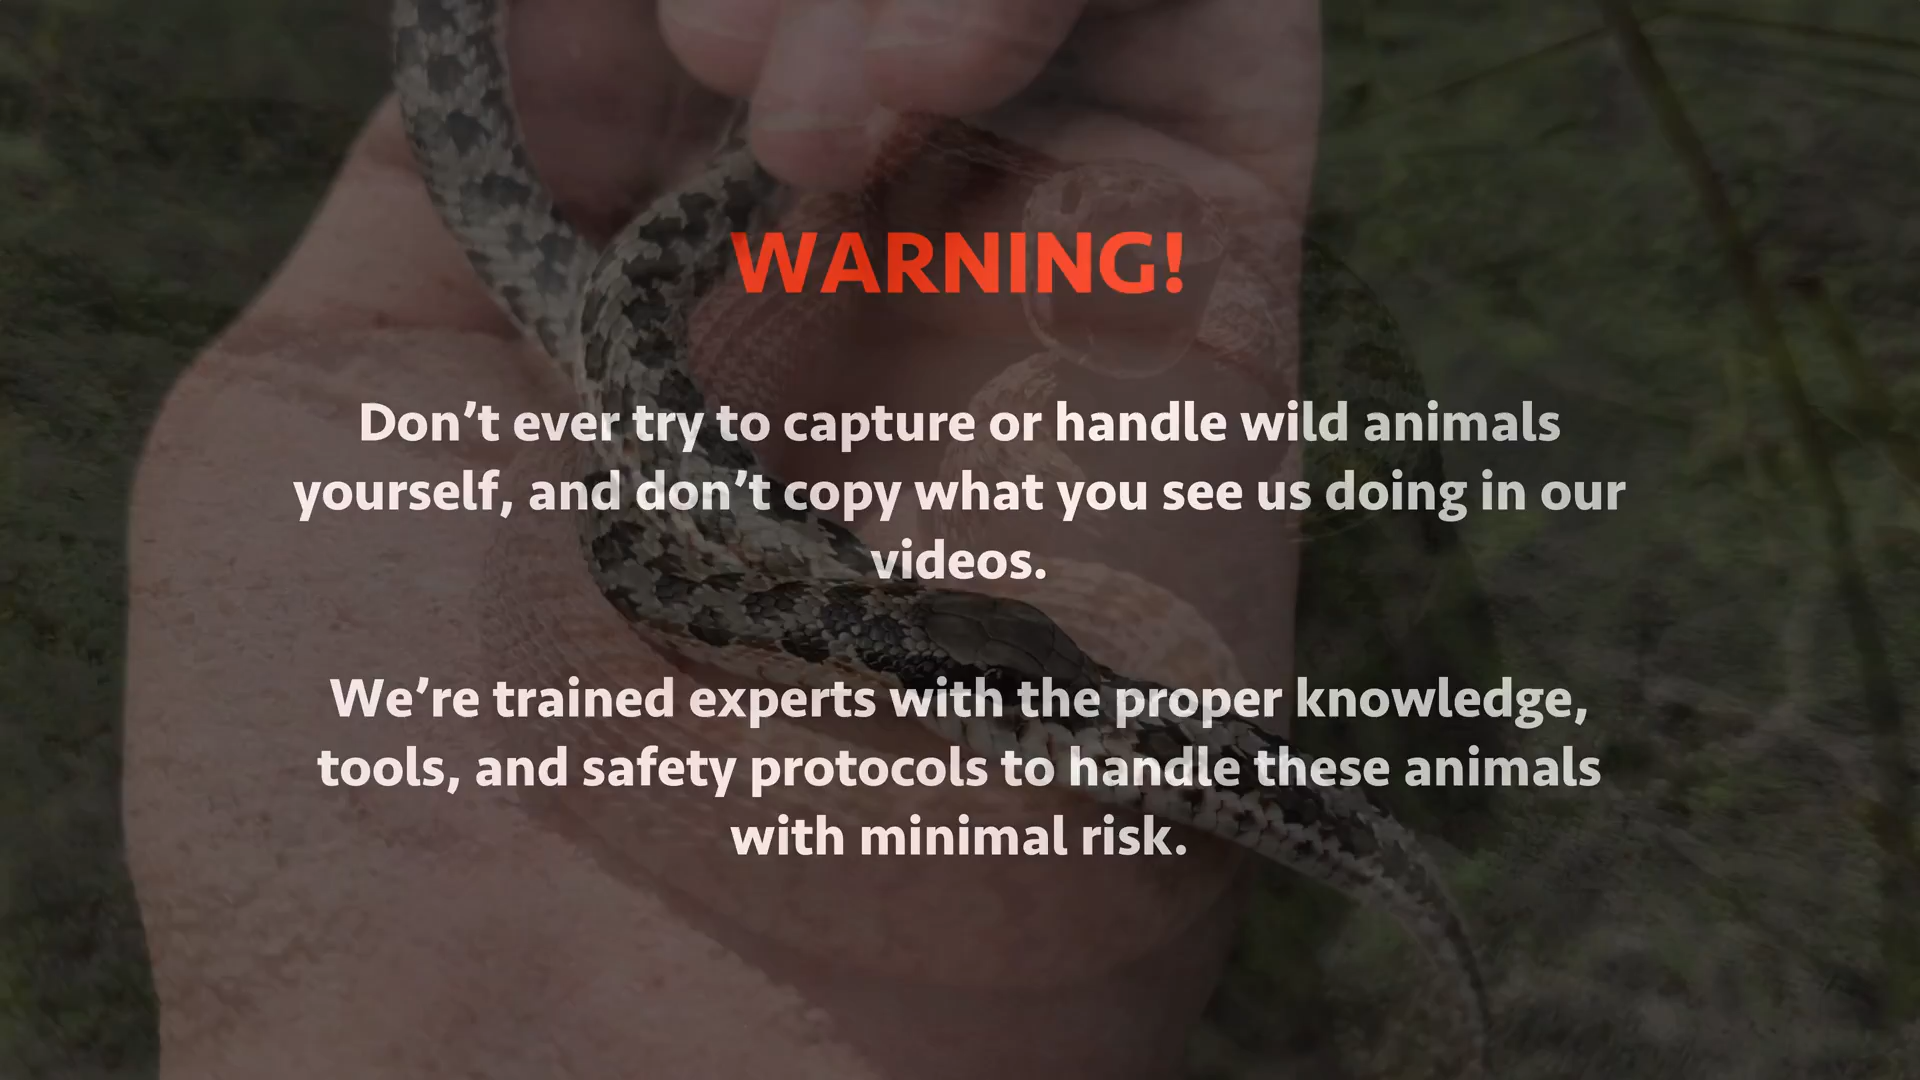 WARNING!
Don't ever try to capture or handle wild animals
yourself, and don't copy what you see us doing in our
videos.
We're trained experts with the proper knowledge,
tools, and safety protocols to handle these animals
with minimal risk.